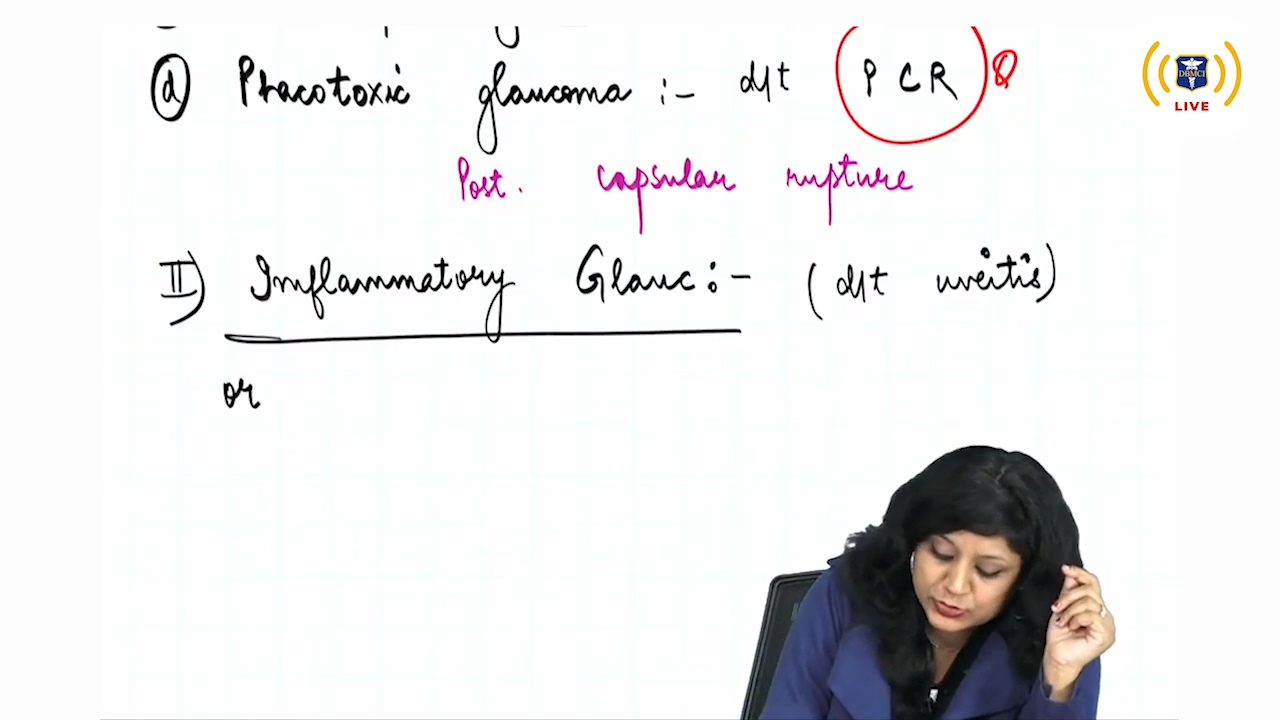 d Phacotoxic glaucoma :- d/t PCR Q
Post. capsular rupture
II) Inflammatory Glauc :- (d/t uveitis)
or
DBMCI
LIVE